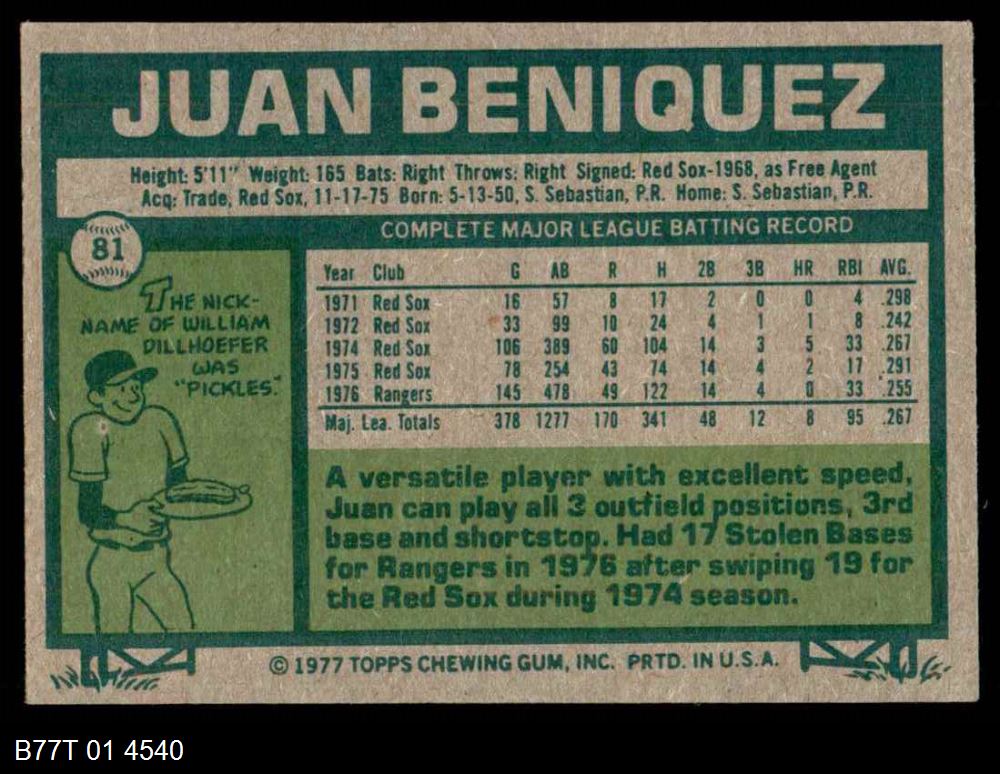 JUAN BENIQUEZ
Height: 5'11" Weight: 165 Bats: Right Throws: Right Signed: Red Sox-1968, as Free Agent
Acq: Trade, Red Sox, 11-17-75 Born: 5-13-50, S. Sebastian, P.R. Home: S. Sebastian, P.R.
81
THE NICK-
NAME OF WILLIAM
DILLHOEFER
WAS
"PICKLES."
COMPLETE MAJOR LEAGUE BATTING RECORD
Year Club G AB R H 2B 3B HR RBI AVG.
1971 Red Sox 16 57 8 17 2 0 0 4 .298
1972 Red Sox 33 99 10 24 4 1 1 8 .242
1974 Red Sox 106 389 60 104 14 3 5 33 .267
1975 Red Sox 78 254 43 74 14 4 2 17 .291
1976 Rangers 145 478 49 122 14 4 0 33 .255
Maj. Lea. Totals 378 1277 170 341 48 12 8 95 .267
A versatile player with excellent speed,
Juan can play all 3 outfield positions, 3rd
base and shortstop. Had 17 Stolen Bases
for Rangers in 1976 after swiping 19 for
the Red Sox during 1974 season.
© 1977 TOPPS CHEWING GUM, INC. PRTD. IN U.S.A.
B77T 01 4540